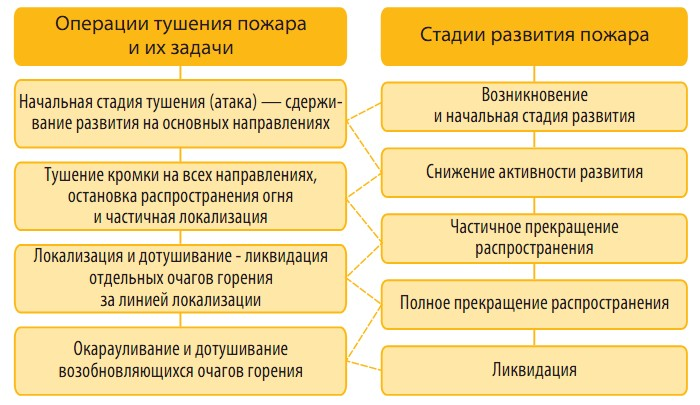 Операции тушения пожара
и их задачи
Начальная стадия тушения (атака) — сдержи-
вание развития на основных направлениях
Тушение кромки на всех направлениях,
остановка распространения огня
и частичная локализация
Локализация и дотушивание - ликвидация
отдельных очагов горения
за линией локализации
Окарауливание и дотушивание
возобновляющихся очагов горения
Стадии развития пожара
Возникновение
и начальная стадия развития
Снижение активности развития
Частичное прекращение
распространения
Полное прекращение распространения
Ликвидация